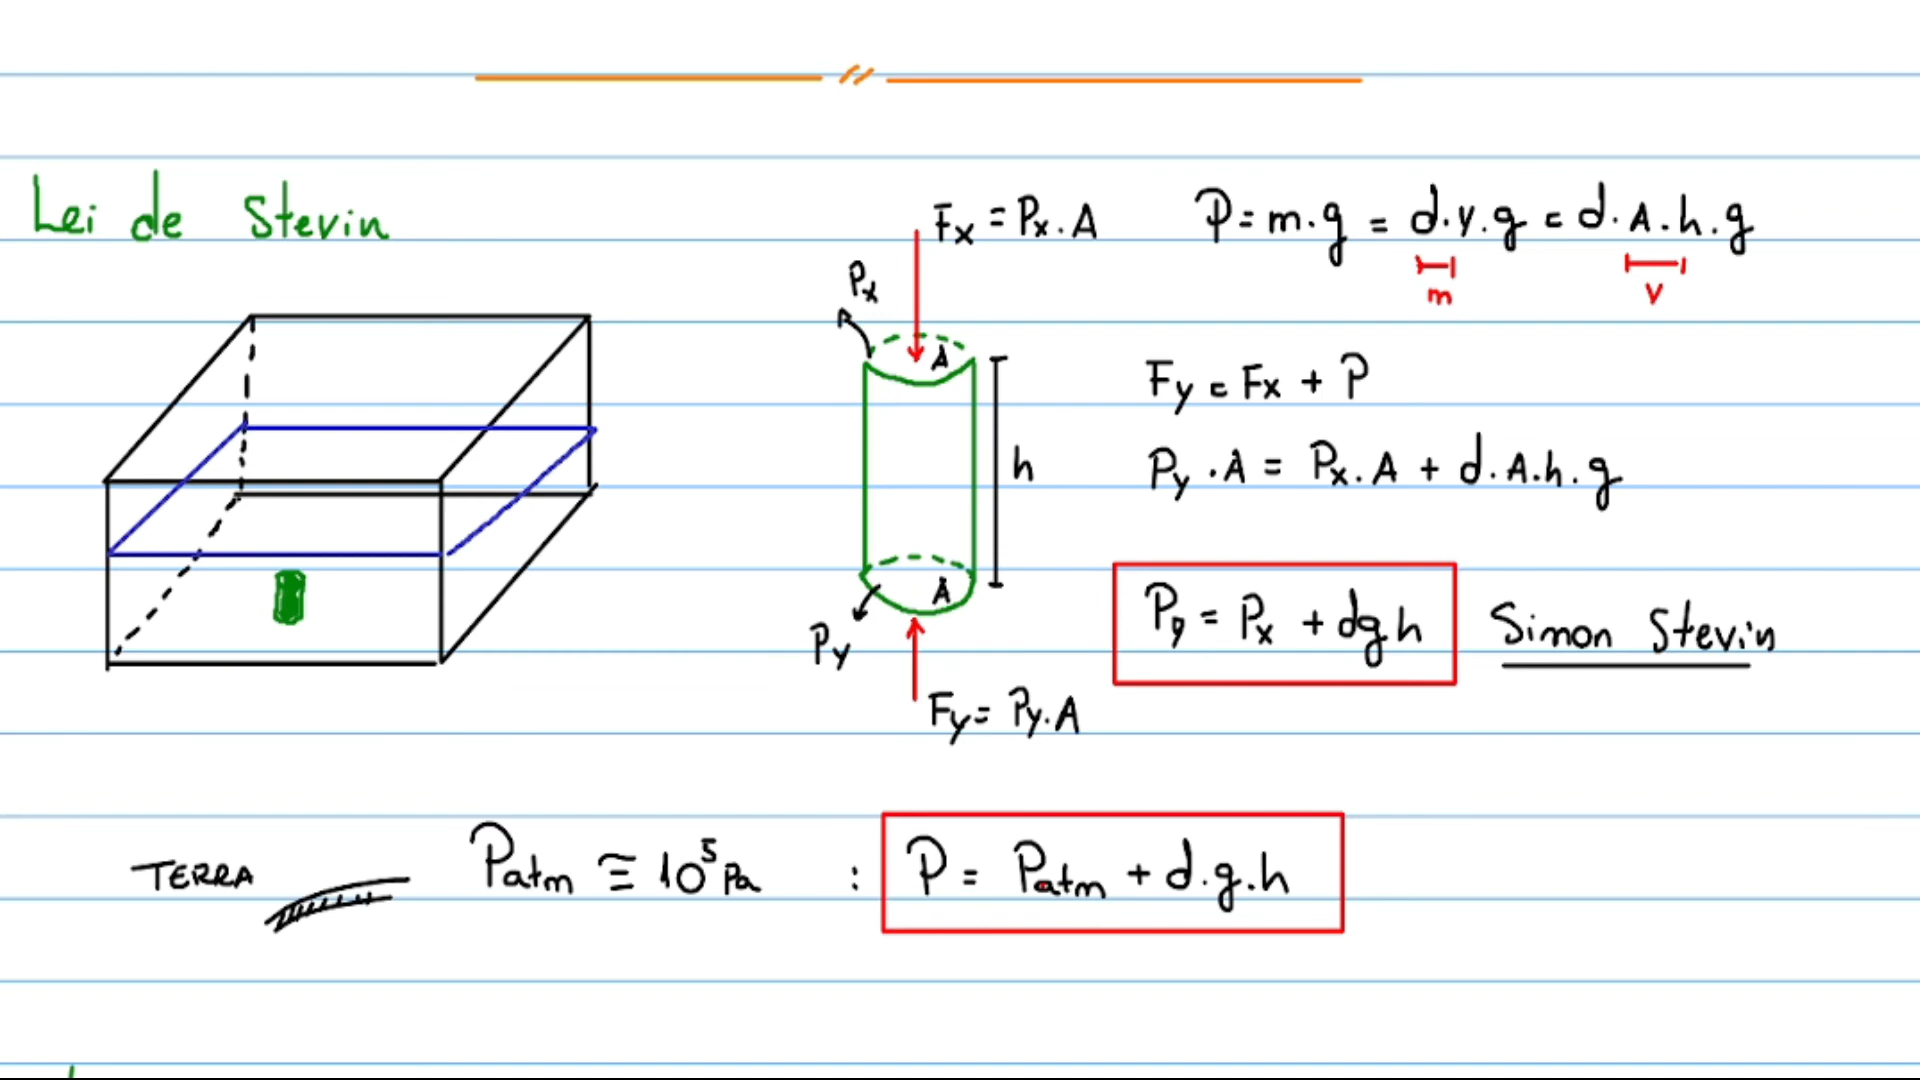 Lei de Stevin
Fx = Px . A
P = m.g = d.v.g = d.A.h.g
m
v
Px
A
h
Fy = Fx + P
Py . A = Px . A + d.A.h.g
A
Py
Py = Px + dgh
Simon Stevin
Fy = Py.A
TERRA
Patm ≅ 10⁵ Pa : P = Patm + d.g.h